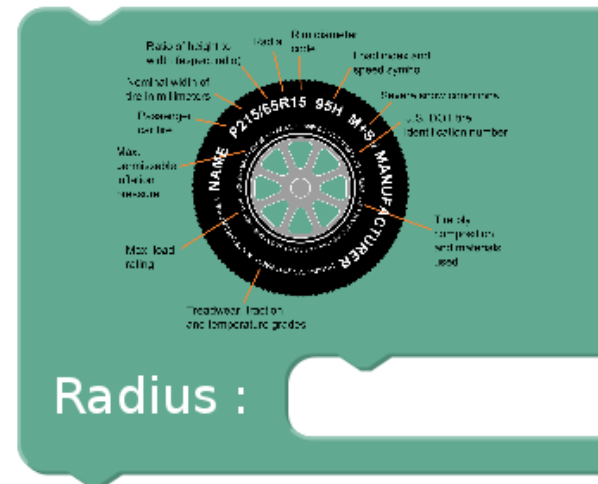 Ratio of height to
width (aspect ratio)
Radial
Rim diameter
code
Load index and
speed symbol
Nominal width of
tire in millimeters
Severe snow conditions
Passenger
car tire
U.S. DOT tire
identification number
Max.
permissable
inflation
pressure
P215/65R15 95H M+S
NAME
MANUFACTURER
Tire ply
composition
and materials
used
Max. load
rating
Treadwear, traction
and temperature grades
Radius :